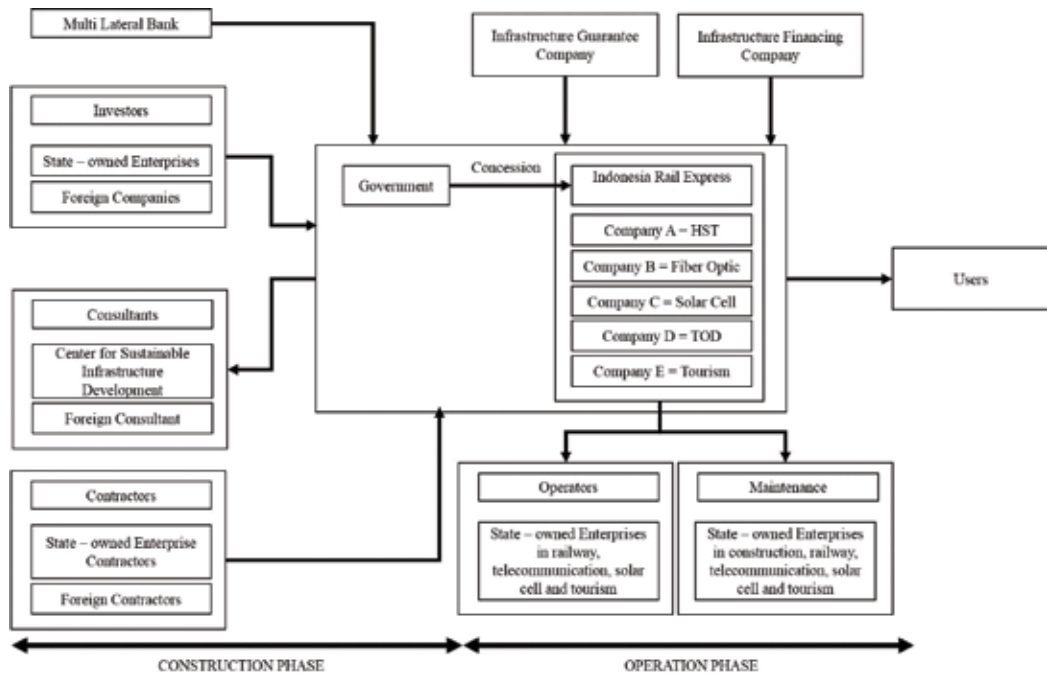 Multi Lateral Bank
Infrastructure Guarantee
Company
Infrastructure Financing
Company
Investors
State – owned Enterprises
Foreign Companies
Government
Concession
Indonesia Rail Express
Company A = HST
Company B = Fiber Optic
Company C = Solar Cell
Company D = TOD
Company E = Tourism
Users
Consultants
Center for Sustainable
Infrastructure
Development
Foreign Consultant
Contractors
State – owned Enterprise
Contractors
Foreign Contractors
Operators
State – owned Enterprises
in railway,
telecommunication, solar
cell and tourism
Maintenance
State – owned Enterprises
in construction, railway,
telecommunication, solar
cell and tourism
CONSTRUCTION PHASE
OPERATION PHASE